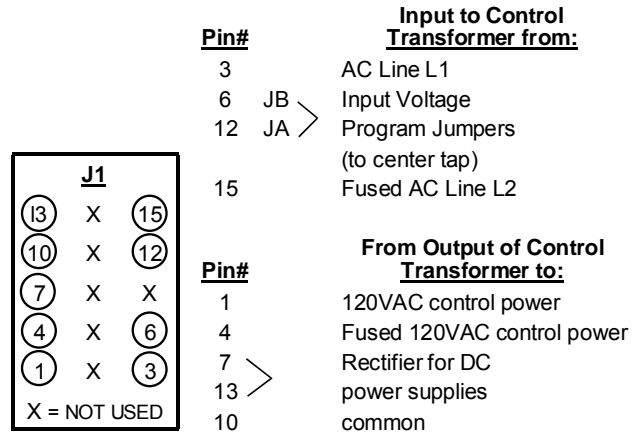 Input to Control
Pin# Transformer from:
3 AC Line L1
6 JB Input Voltage
12 JA Program Jumpers
(to center tap)
15 Fused AC Line L2
J1
I3 X 15
10 X 12
7 X X
4 X 6
1 X 3
X = NOT USED
From Output of Control
Pin# Transformer to:
1 120VAC control power
4 Fused 120VAC control power
7 Rectifier for DC
13 power supplies
10 common